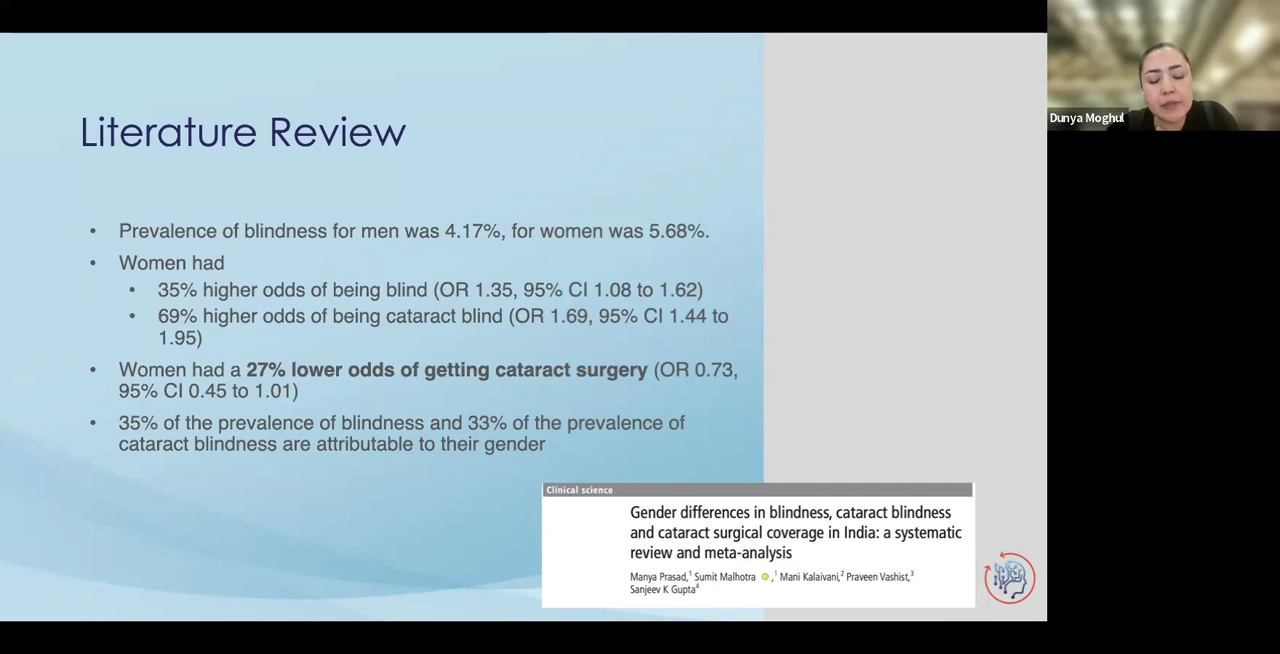 Literature Review
• Prevalence of blindness for men was 4.17%, for women was 5.68%.
• Women had
• 35% higher odds of being blind (OR 1.35, 95% CI 1.08 to 1.62)
• 69% higher odds of being cataract blind (OR 1.69, 95% CI 1.44 to
1.95)
• Women had a 27% lower odds of getting cataract surgery (OR 0.73,
95% CI 0.45 to 1.01)
• 35% of the prevalence of blindness and 33% of the prevalence of
cataract blindness are attributable to their gender
Clinical science
Gender differences in blindness, cataract blindness
and cataract surgical coverage in India: a systematic
review and meta-analysis
Manya Prasad,1 Sumit Malhotra ,1 Mani Kalaivani,2 Praveen Vashist,3
Sanjeev K Gupta4
Dunya Moghul